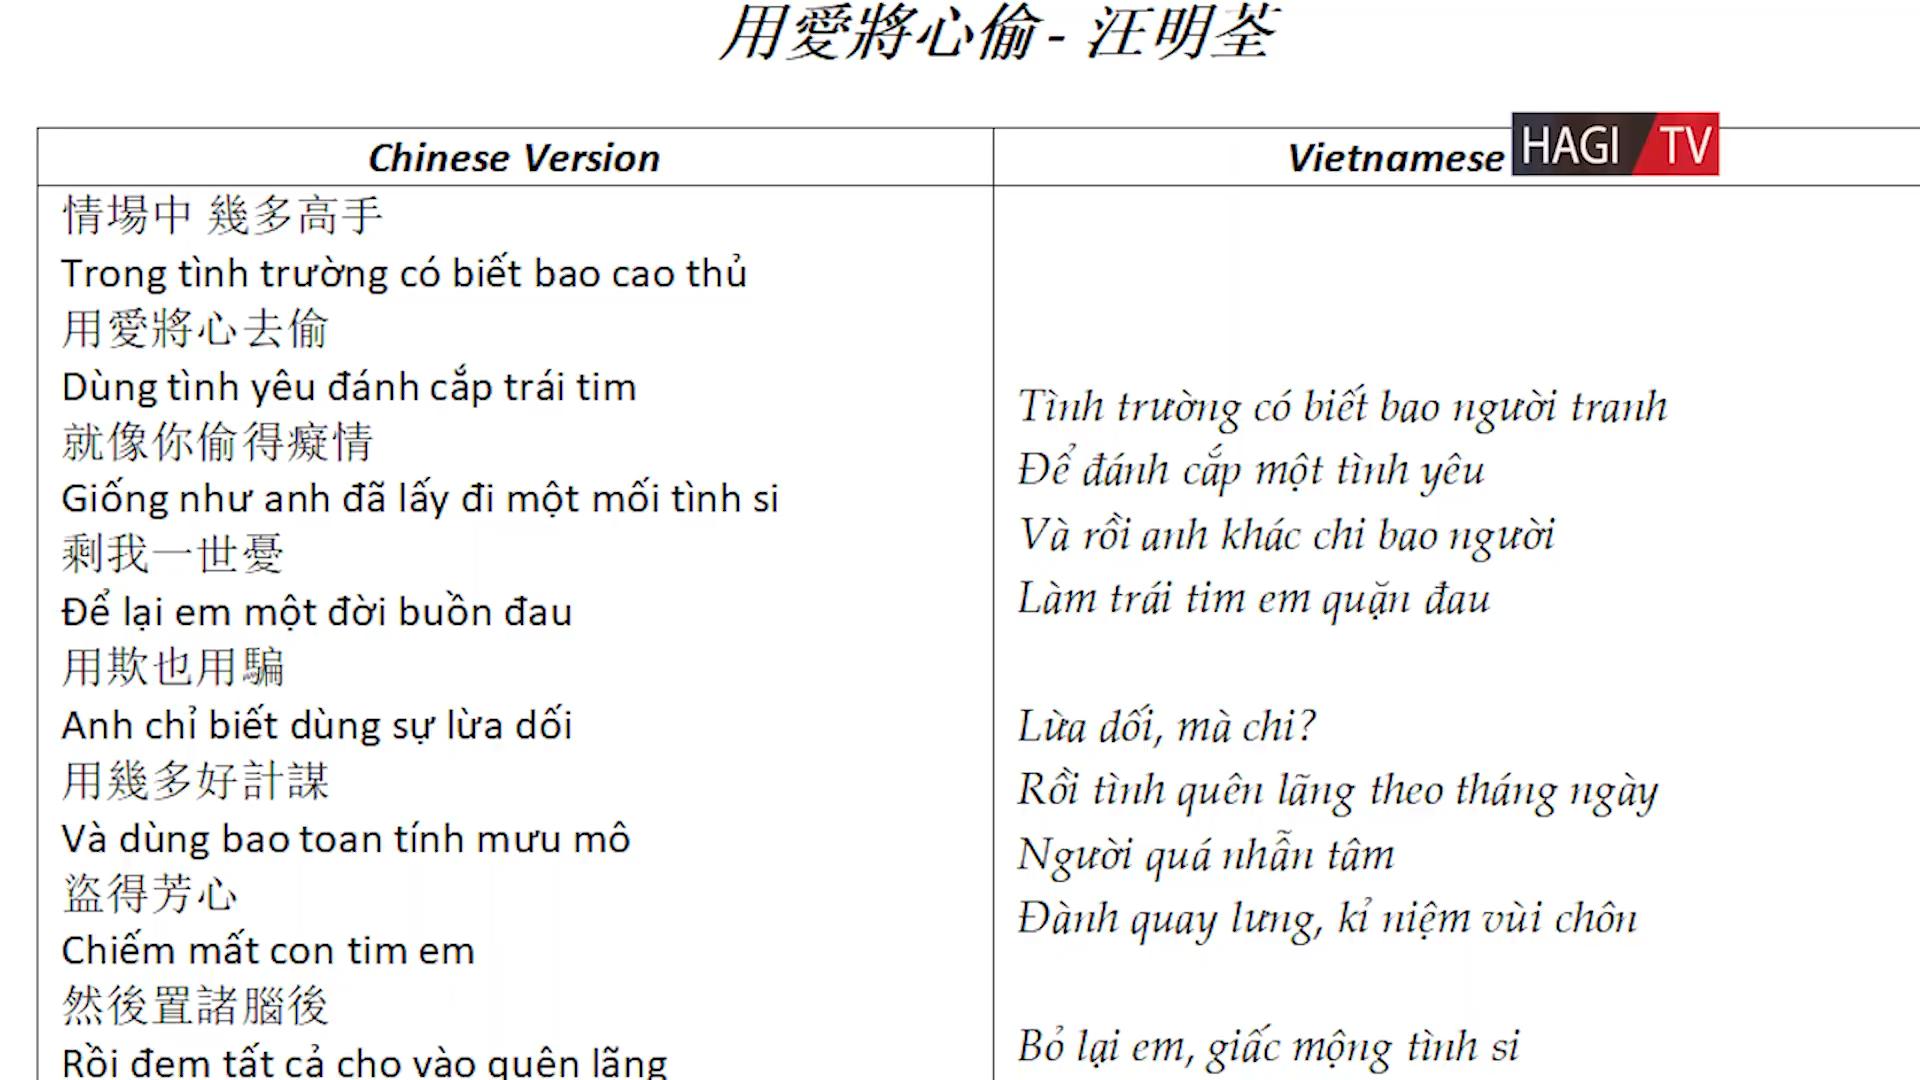 用愛將心偷 - 汪明荃
Chinese Version
Vietnamese
HAGI TV
情場中 幾多高手
Trong tình trường có biết bao cao thủ
用愛將心去偷
Dùng tình yêu đánh cắp trái tim
就像你偷得癡情
Giống như anh đã lấy đi một mối tình si
剩我一世憂
Để lại em một đời buồn đau
用欺也用騙
Anh chỉ biết dùng sự lừa dối
用幾多好計謀
Và dùng bao toan tính mưu mô
盜得芳心
Chiếm mất con tim em
然後置諸腦後
Rồi đem tất cả cho vào quên lãng
Tình trường có biết bao người tranh
Để đánh cắp một tình yêu
Và rồi anh khác chi bao người
Làm trái tim em quặn đau
Lừa dối, mà chi?
Rồi tình quên lãng theo tháng ngày
Người quá nhẫn tâm
Đành quay lưng, kỉ niệm vùi chôn
Bỏ lại em, giấc mộng tình si